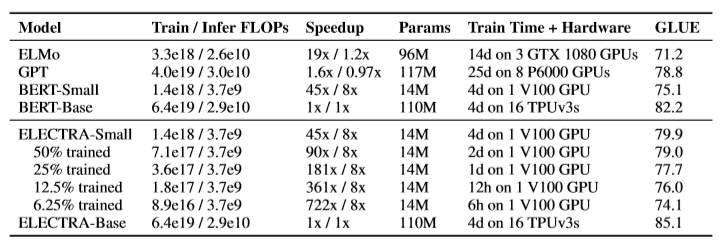 Model Train / Infer FLOPs Speedup Params Train Time + Hardware GLUE
ELMo 3.3e18 / 2.6e10 19x / 1.2x 96M 14d on 3 GTX 1080 GPUs 71.2
GPT 4.0e19 / 3.0e10 1.6x / 0.97x 117M 25d on 8 P6000 GPUs 78.8
BERT-Small 1.4e18 / 3.7e9 45x / 8x 14M 4d on 1 V100 GPU 75.1
BERT-Base 6.4e19 / 2.9e10 1x / 1x 110M 4d on 16 TPUv3s 82.2
ELECTRA-Small 1.4e18 / 3.7e9 45x / 8x 14M 4d on 1 V100 GPU 79.9
50% trained 7.1e17 / 3.7e9 90x / 8x 14M 2d on 1 V100 GPU 79.0
25% trained 3.6e17 / 3.7e9 181x / 8x 14M 1d on 1 V100 GPU 77.7
12.5% trained 1.8e17 / 3.7e9 361x / 8x 14M 12h on 1 V100 GPU 76.0
6.25% trained 8.9e16 / 3.7e9 722x / 8x 14M 6h on 1 V100 GPU 74.1
ELECTRA-Base 6.4e19 / 2.9e10 1x / 1x 110M 4d on 16 TPUv3s 85.1